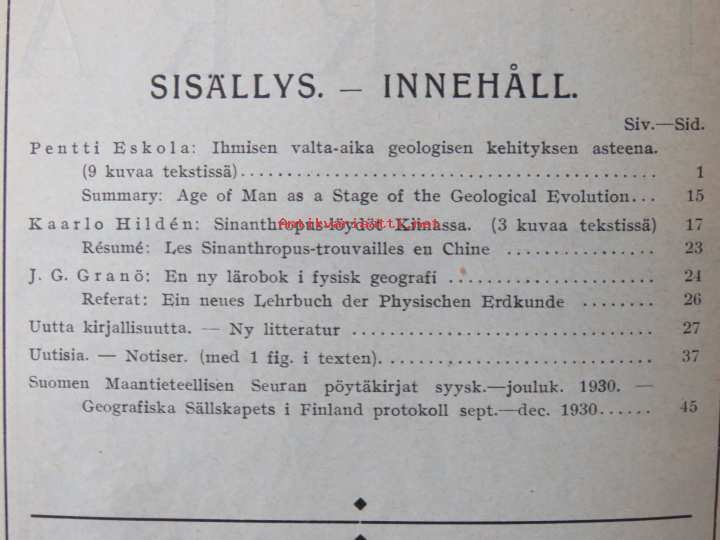 SISÄLLYS. — INNEHÅLL.
Siv.—Sid.
Pentti Eskola: Ihmisen valta-aika geologisen kehityksen asteena.
(9 kuvaa tekstissä)............................................ 1
Summary: Age of Man as a Stage of the Geological Evolution... 15
Kaarlo Hildén: Sinanthropus-löydöt Kiinassa. (3 kuvaa tekstissä) 17
Antikvariaatti.net
Résumé: Les Sinanthropus-trouvailles en Chine ................ 23
J. G. Granö: En ny lärobok i fysisk geografi ..................... 24
Referat: Ein neues Lehrbuch der Physischen Erdkunde ........ 26
Uutta kirjallisuutta. — Ny litteratur ................................ 27
Uutisia. — Notiser. (med 1 fig. i texten)............................. 37
Suomen Maantieteellisen Seuran pöytäkirjat syysk.—jouluk. 1930. —
Geografiska Sällskapets i Finland protokoll sept.—dec. 1930...... 45